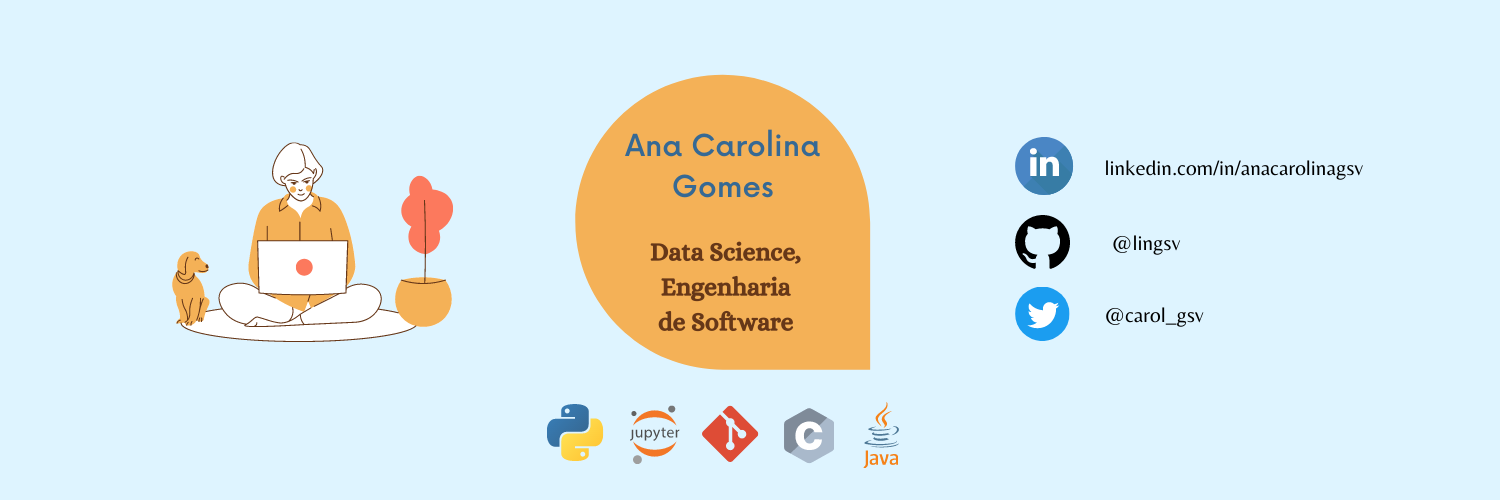 Ana Carolina
Gomes
Data Science,
Engenharia
de Software
in
linkedin.com/in/anacarolinagsv
@lingsv
@carol_gsv
jupyter
C
Java